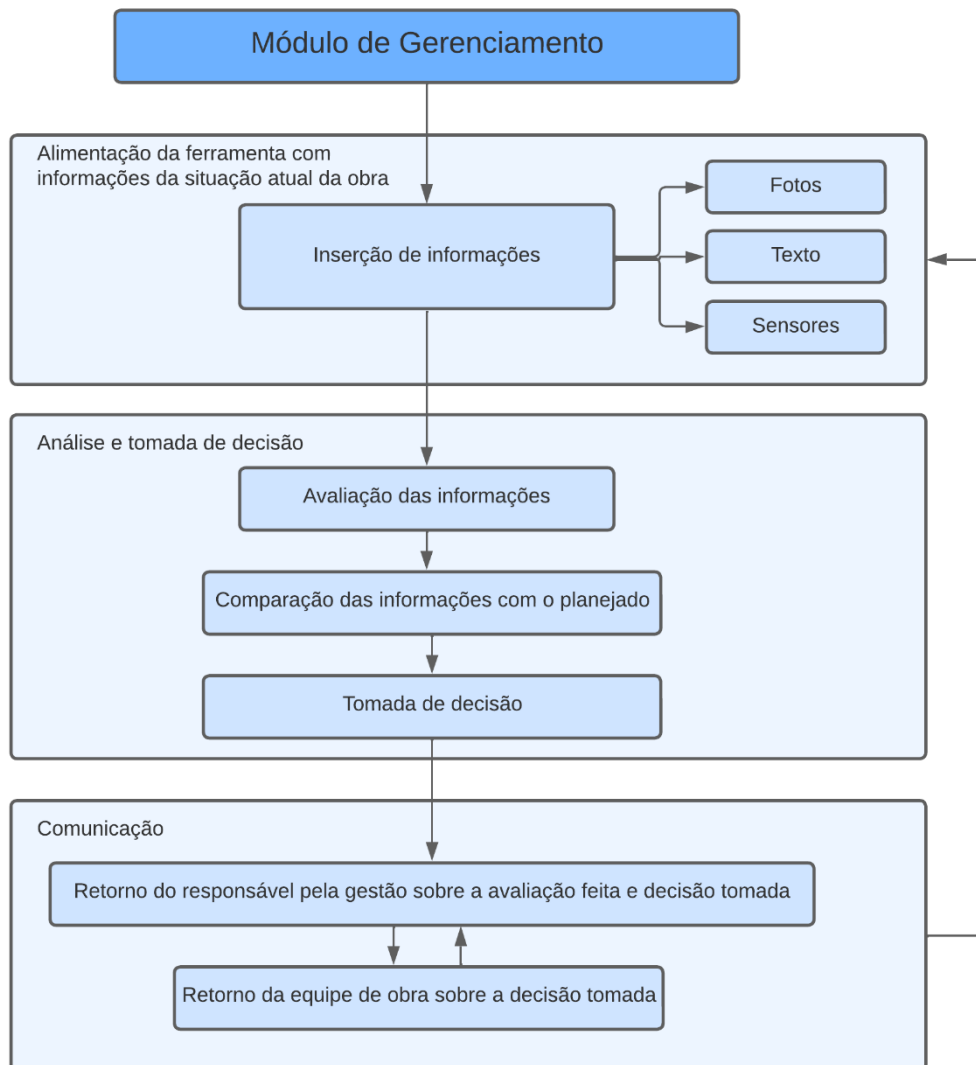 Módulo de Gerenciamento
Alimentação da ferramenta com
informações da situação atual da obra
Inserção de informações
Fotos
Texto
Sensores
Análise e tomada de decisão
Avaliação das informações
Comparação das informações com o planejado
Tomada de decisão
Comunicação
Retorno do responsável pela gestão sobre a avaliação feita e decisão tomada
Retorno da equipe de obra sobre a decisão tomada